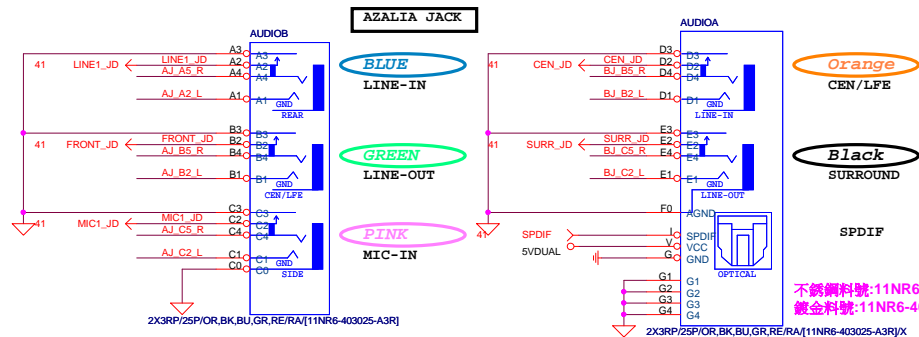 AZALIA JACK
AUDIOB
A3 A3
41 LINE1_JD LINE1_JD A2 A2
AJ_A5_R A4 A4
AJ_A2_L A1 A1
GND
REAR
BLUE
LINE-IN
B3 B3
41 FRONT_JD FRONT_JD B2 B2
AJ_B5_R B4 B4
AJ_B2_L B1 B1
GND
CEN/LFE
GREEN
LINE-OUT
C3 C3
41 MIC1_JD MIC1_JD C2 C2
AJ_C5_R C4 C4
AJ_C2_L C1 C1
GND
C0 C0
SIDE
PINK
MIC-IN
2X3RP/25P/OR,BK,BU,GR,RE/RA/[11NR6-403025-A3R]
AUDIOA
D3 D3
41 CEN_JD CEN_JD D2 D2
BJ_B5_R D4 D4
BJ_B2_L D1 D1
GND
LINE-IN
Orange
CEN/LFE
E3 E3
41 SURR_JD SURR_JD E2 E2
BJ_C5_R E4 E4
BJ_C2_L E1 E1
GND
LINE-OUT
Black
SURROUND
F0 AGND
41 SPDIF I SPDIF
5VDUAL V VCC
G GND
OPTICAL
SPDIF
G1 G1
G2 G2
G3 G3
G4 G4
不銹鋼料號:11NR6
鍍金料號:11NR6-4
2X3RP/25P/OR,BK,BU,GR,RE/RA/[11NR6-403025-A3R]/X